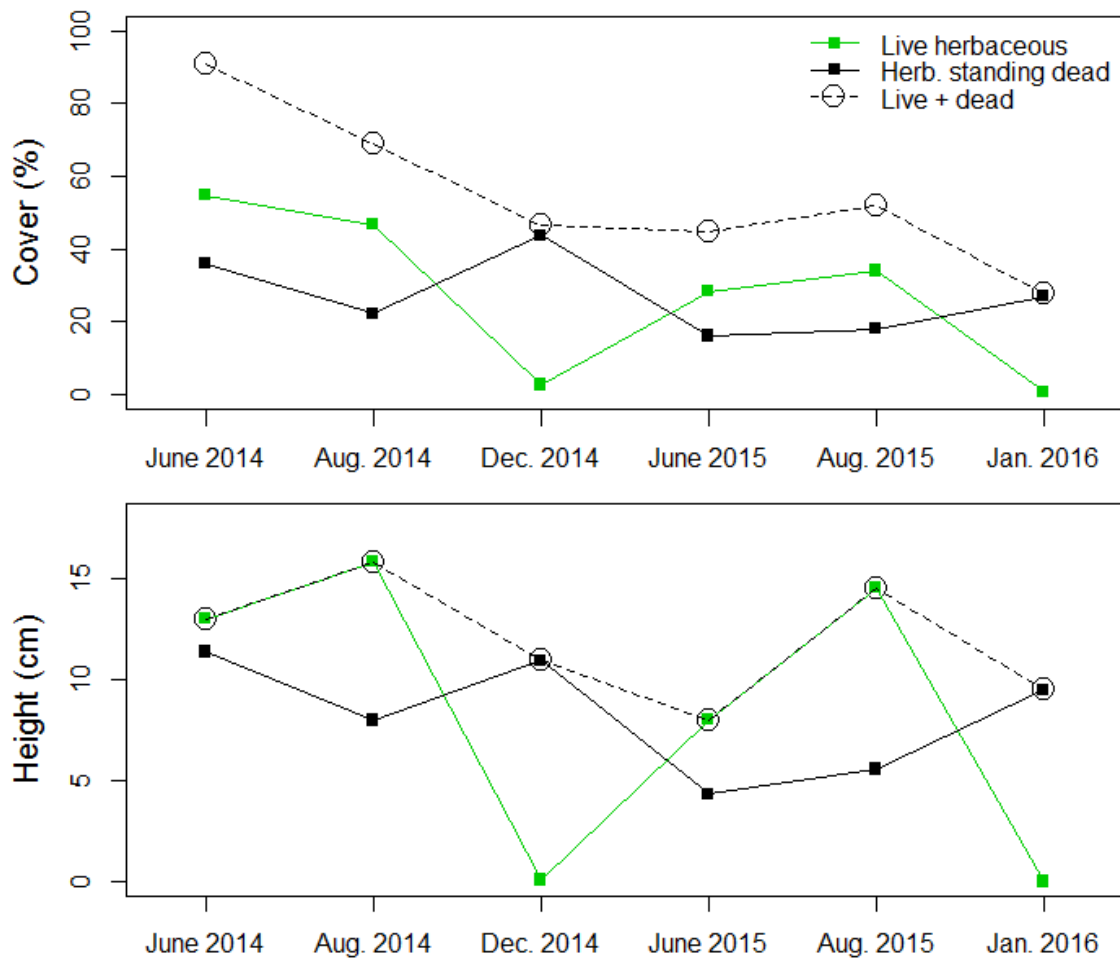 Cover (%)
100
80
60
40
20
0
Live herbaceous
Herb. standing dead
Live + dead
June 2014 Aug. 2014 Dec. 2014 June 2015 Aug. 2015 Jan. 2016
Height (cm)
15
10
5
0
June 2014 Aug. 2014 Dec. 2014 June 2015 Aug. 2015 Jan. 2016